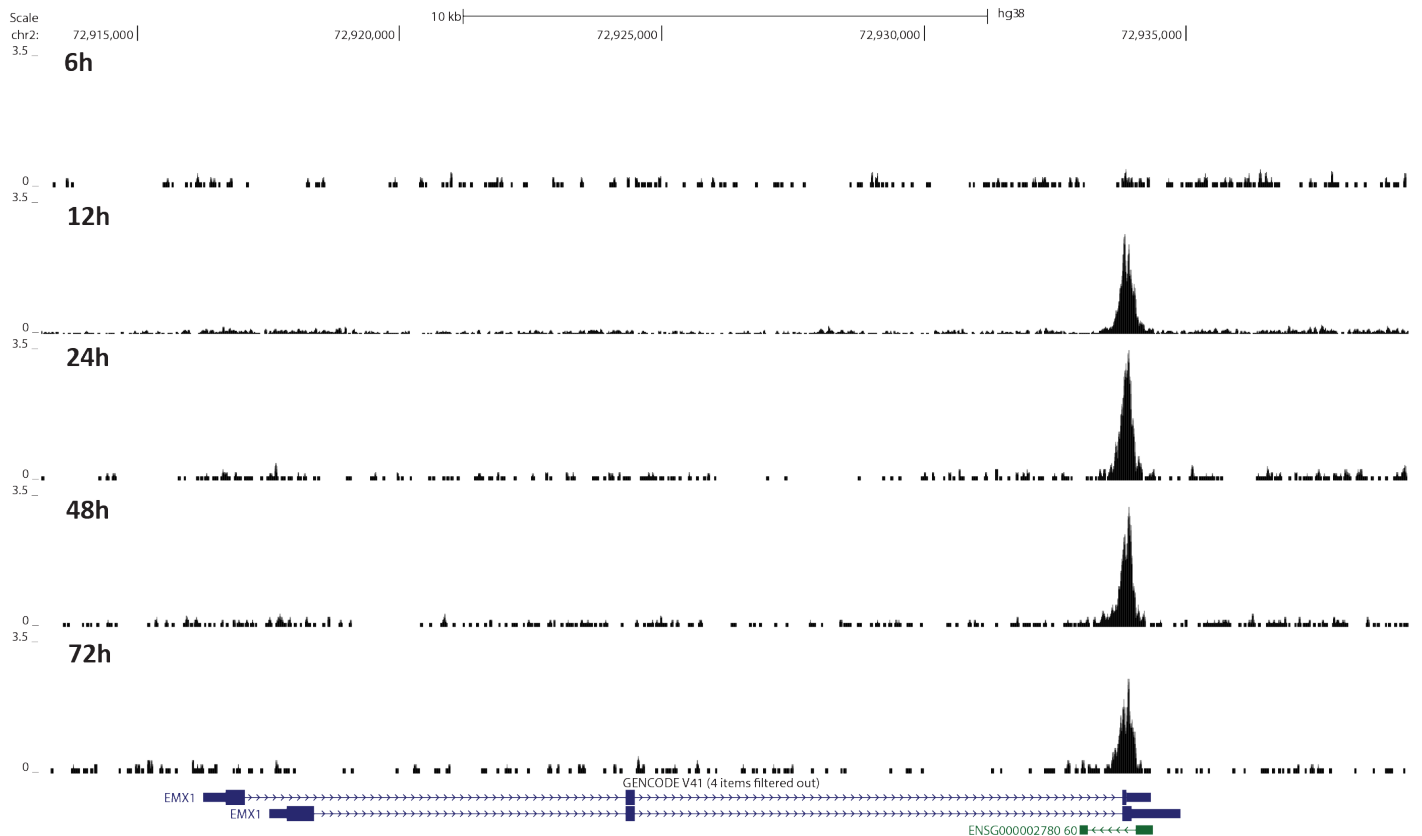 Scale 10 kb hg38
chr2: 72,915,000 72,920,000 72,925,000 72,930,000 72,935,000
3.5 _
6h
0 _
3.5 _
12h
0 _
3.5 _
24h
0 _
3.5 _
48h
0 _
3.5 _
72h
0 _
GENCODE V41 (4 items filtered out)
EMX1
EMX1
ENSG000002780 60